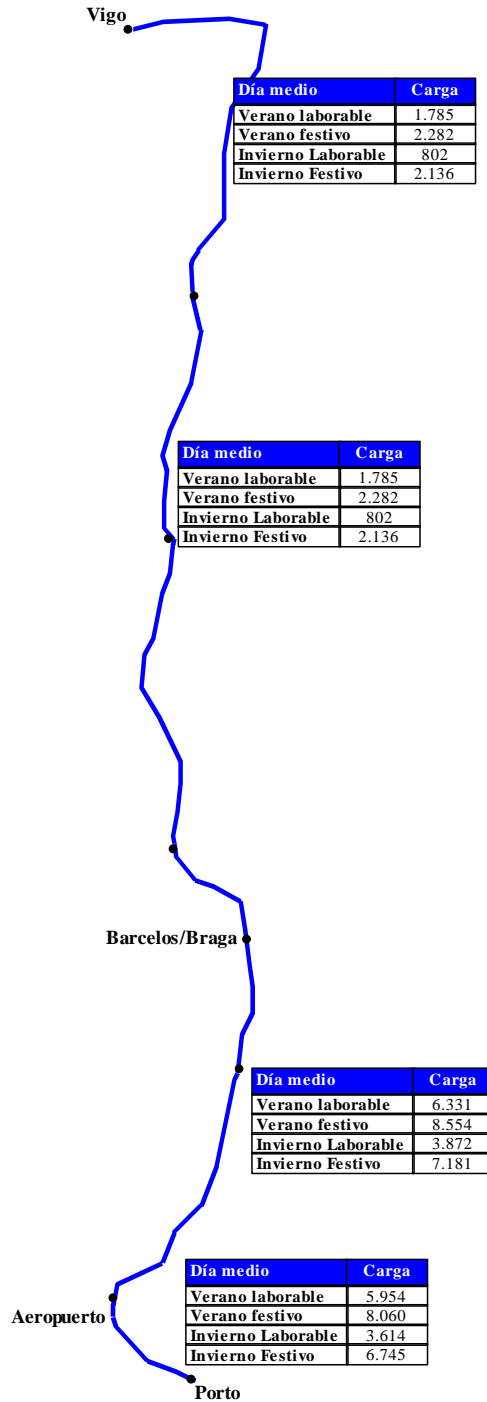 Vigo
Día medio Carga
Verano laborable 1.785
Verano festivo 2.282
Invierno Laborable 802
Invierno Festivo 2.136
Día medio Carga
Verano laborable 1.785
Verano festivo 2.282
Invierno Laborable 802
Invierno Festivo 2.136
Barcelos/Braga
Día medio Carga
Verano laborable 6.331
Verano festivo 8.554
Invierno Laborable 3.872
Invierno Festivo 7.181
Día medio Carga
Verano laborable 5.954
Verano festivo 8.060
Invierno Laborable 3.614
Invierno Festivo 6.745
Aeropuerto
Porto